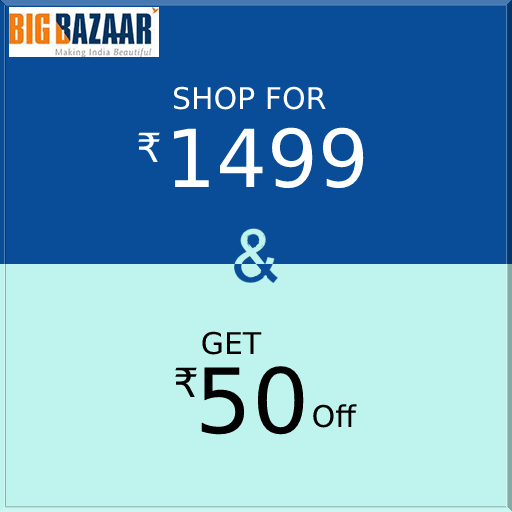 BIG BAZAAR
Making India Beautiful
SHOP FOR
₹1499
&
GET
₹50 Off